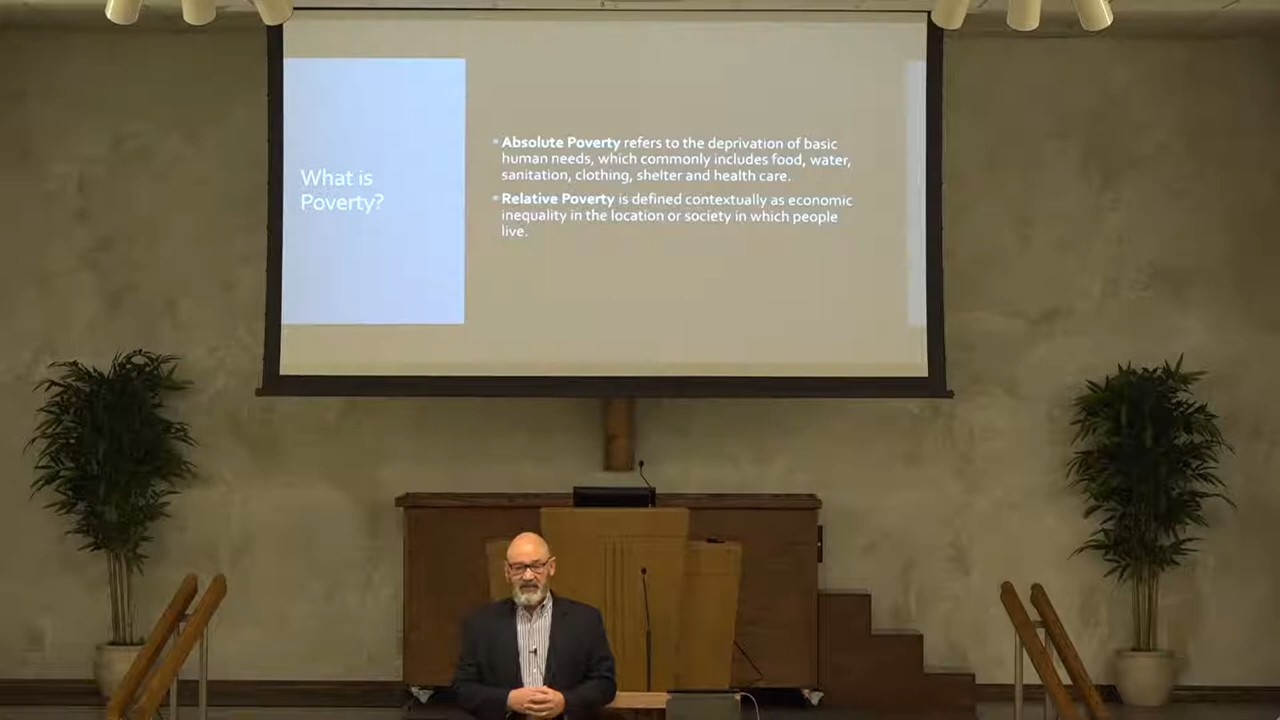 What is
Poverty?
▪ Absolute Poverty refers to the deprivation of basic
human needs, which commonly includes food, water,
sanitation, clothing, shelter and health care.
▪ Relative Poverty is defined contextually as economic
inequality in the location or society in which people
live.